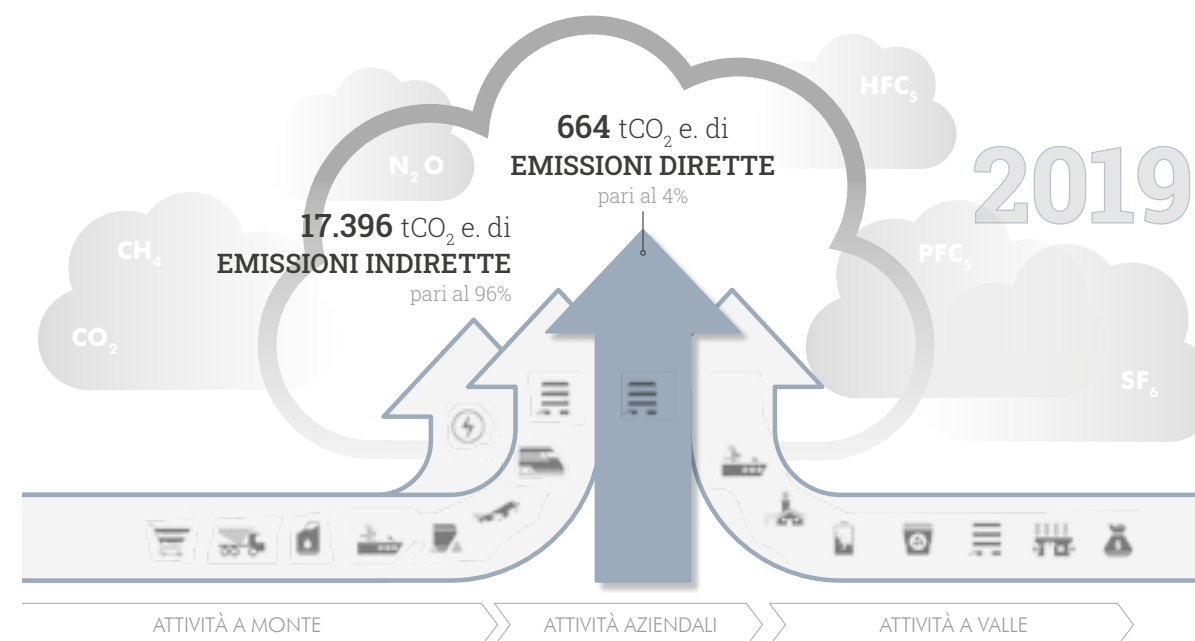 HFCs
664 tCO2 e. di
EMISSIONI DIRETTE
pari al 4%
N2O
2019
17.396 tCO2 e. di
EMISSIONI INDIRETTE
pari al 96%
CH4
PFCs
CO2
SF6
ATTIVITÀ A MONTE
ATTIVITÀ AZIENDALI
ATTIVITÀ A VALLE